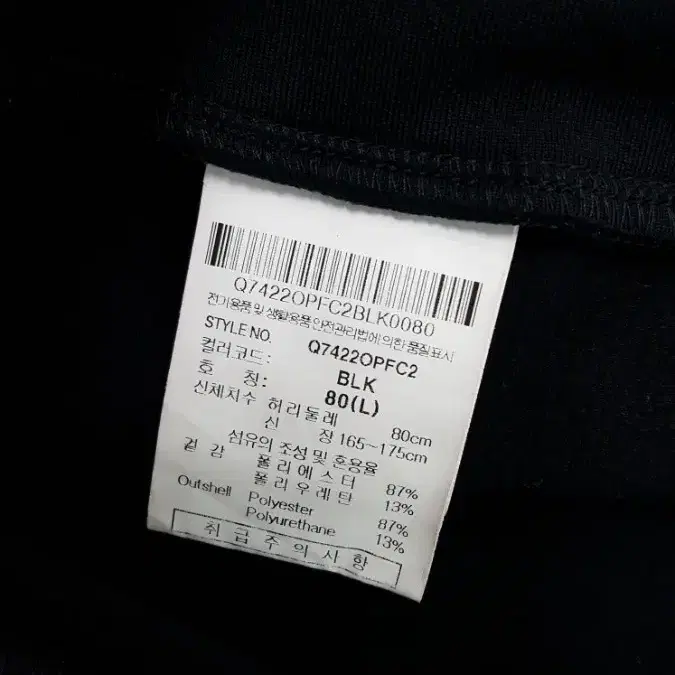 Q7422OPFC2BLK0080
전기용품 및 생활용품 안전관리법에 의한 품질표시
STYLE NO. Q7422OPFC2
컬러코드: BLK
호 칭: 80(L)
신체치수 허리둘레 80cm
신 장 165~175cm
섬유의 조성 및 혼용율
겉 감 폴리에스터 87%
폴리우레탄 13%
Outshell Polyester 87%
Polyurethane 13%
취급주의사항